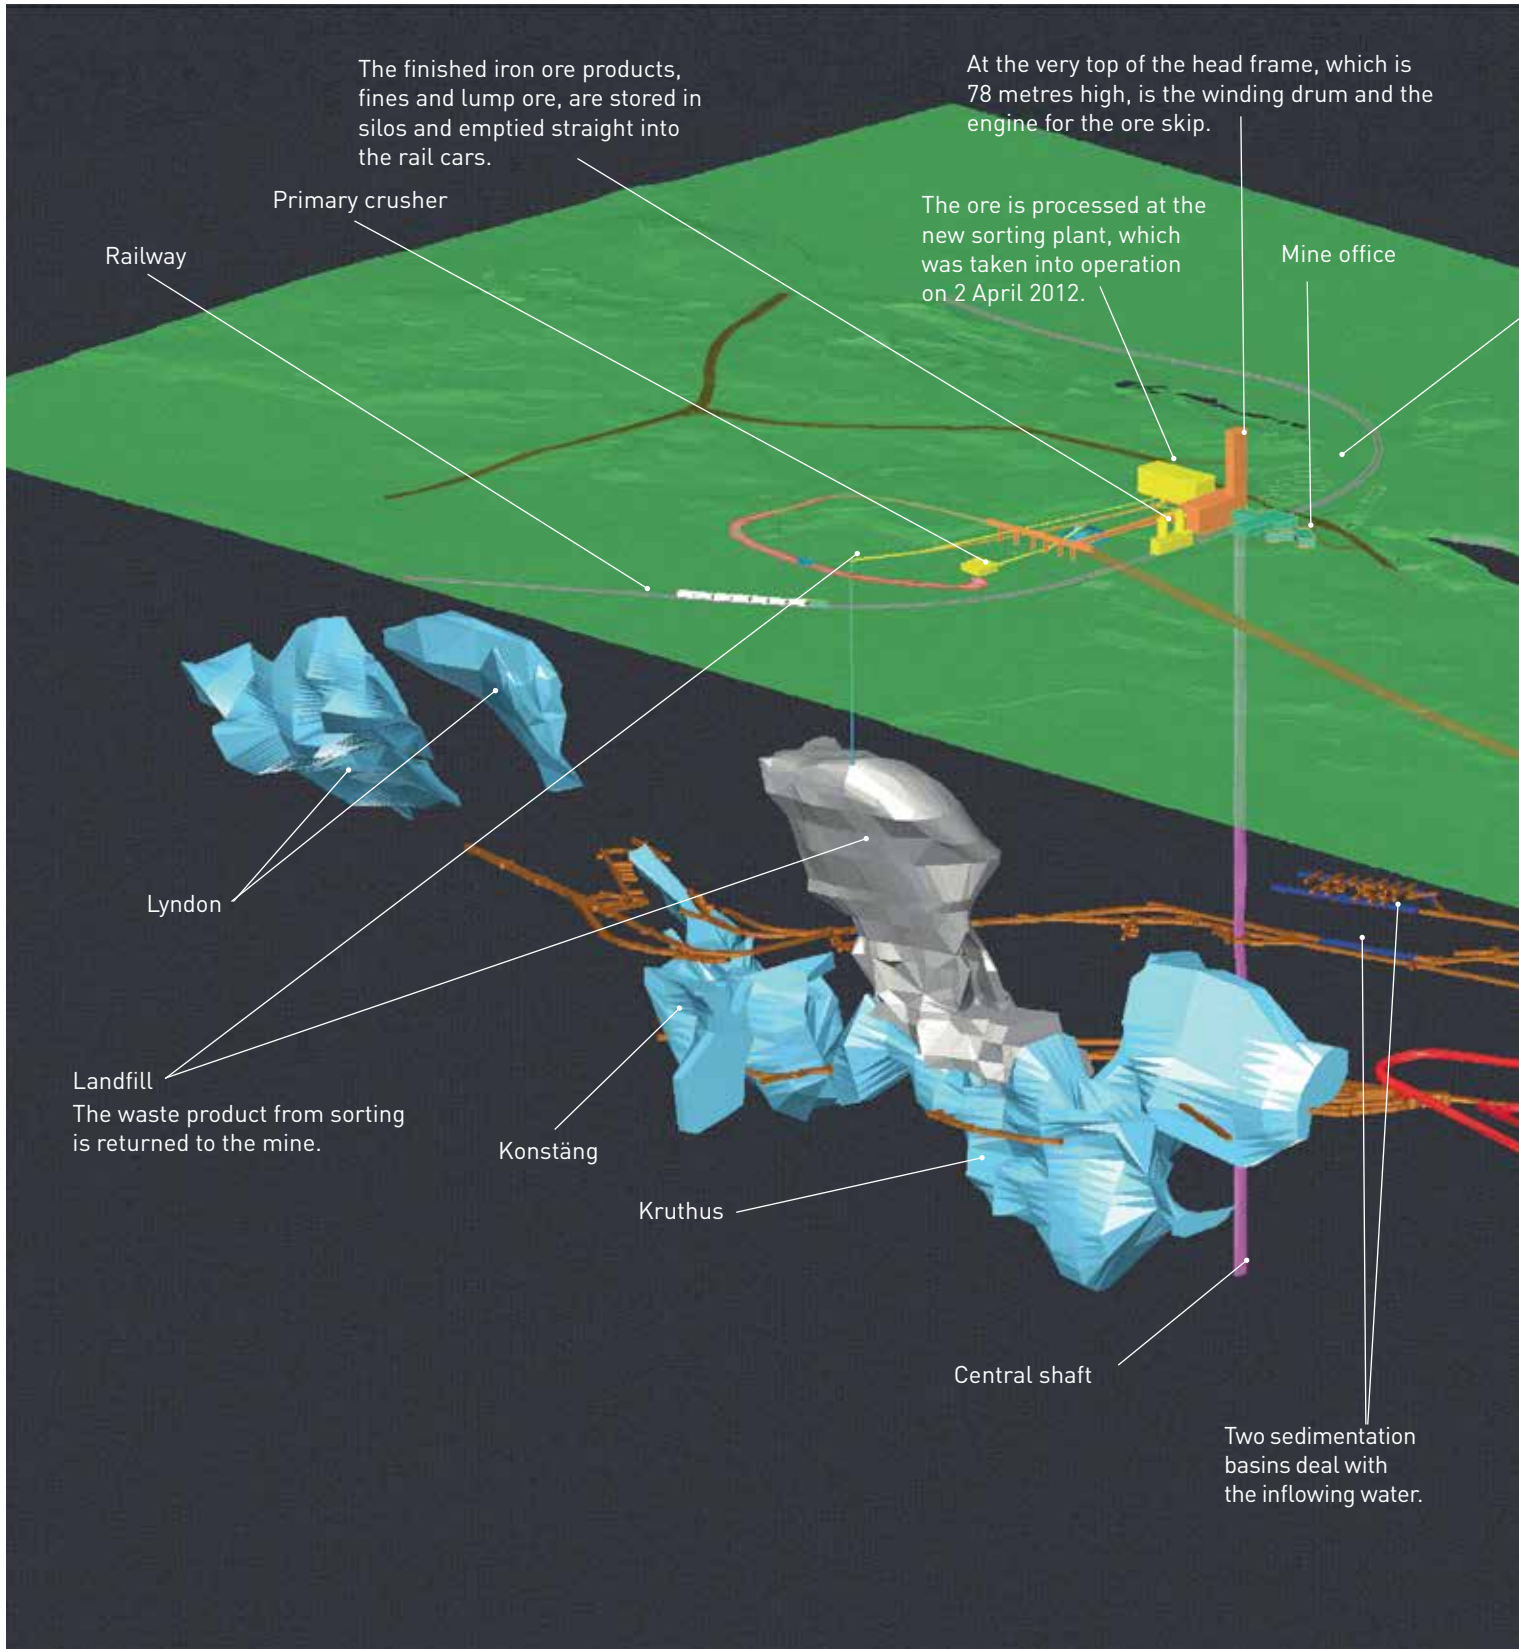 The finished iron ore products,
fines and lump ore, are stored in
silos and emptied straight into
the rail cars.
At the very top of the head frame, which is
78 metres high, is the winding drum and the
engine for the ore skip.
Primary crusher
The ore is processed at the
new sorting plant, which
was taken into operation
on 2 April 2012.
Railway
Mine office
Lyndon
Landfill
The waste product from sorting
is returned to the mine.
Konstäng
Kruthus
Central shaft
Two sedimentation
basins deal with
the inflowing water.